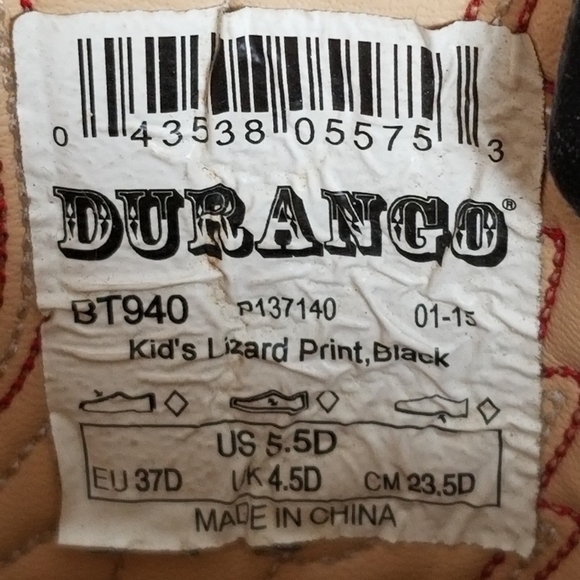 0 43538 05575 3
DURANGO®
BT940 P137140 01-15
Kid's Lizard Print,Black
US 5.5D
EU 37D UK 4.5D CM 23.5D
MADE IN CHINA